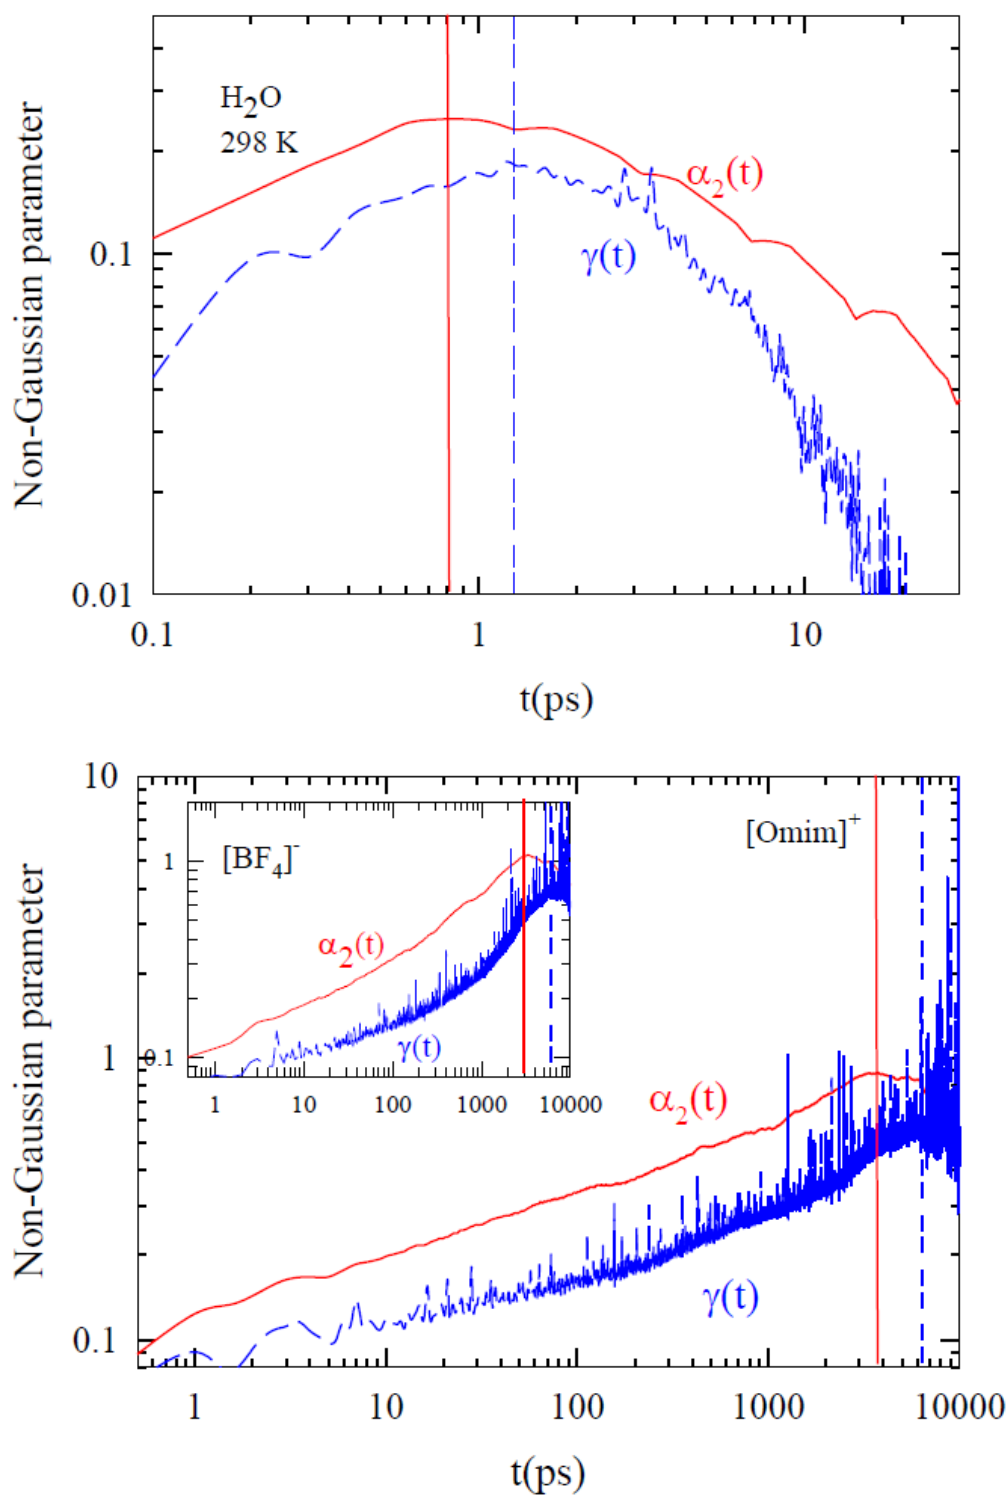 Non-Gaussian parameter
H₂O
298 K
α₂(t)
γ(t)
0.1
0.01
0.1 1 10
t(ps)
Non-Gaussian parameter
10
1
0.1
[Omim]⁺
α₂(t)
γ(t)
[BF₄]⁻
1
0.1
α₂(t)
γ(t)
1 10 100 1000 10000
1 10 100 1000 10000
t(ps)